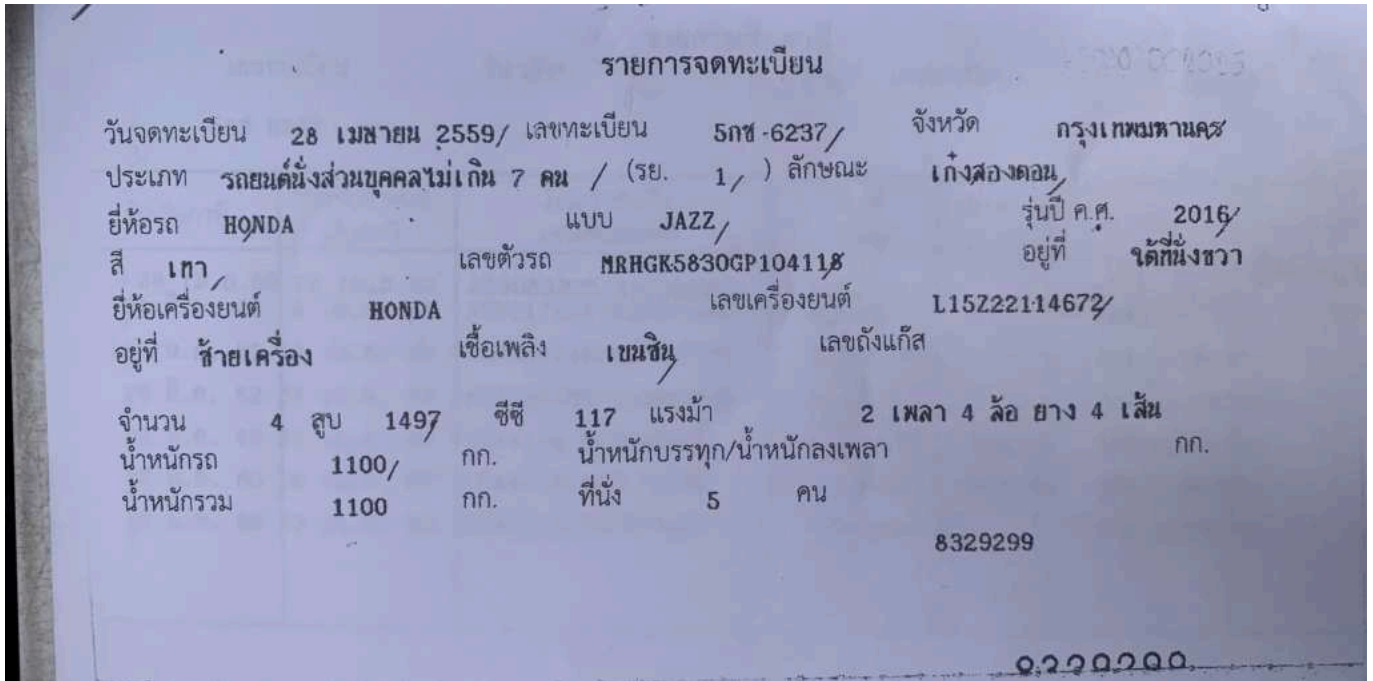 รายการจดทะเบียน
วันจดทะเบียน 28 เมษายน 2559/ เลขทะเบียน 5กช-6237/ จังหวัด กรุงเทพมหานคร
ประเภท รถยนต์นั่งส่วนบุคคลไม่เกิน 7 คน / (รย. 1/ ) ลักษณะ เก๋งสองตอน/
ยี่ห้อรถ HONDA แบบ JAZZ/ รุ่นปี ค.ศ. 2016/
สี เทา/ เลขตัวรถ MRHGK5830GP104118 อยู่ที่ ใต้ที่นั่งขวา
ยี่ห้อเครื่องยนต์ HONDA เลขเครื่องยนต์ L15Z22114672/
อยู่ที่ ซ้ายเครื่อง เชื้อเพลิง เบนซิน/ เลขถังแก๊ส
จำนวน 4 สูบ 1497 ซีซี 117 แรงม้า 2 เพลา 4 ล้อ ยาง 4 เส้น
น้ำหนักรถ 1100/ กก. น้ำหนักบรรทุก/น้ำหนักลงเพลา กก.
น้ำหนักรวม 1100 กก. ที่นั่ง 5 คน
8329299